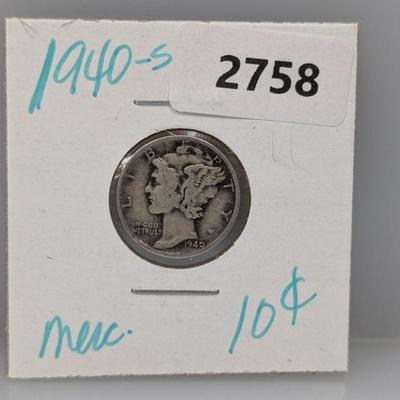 1940-S
2758
LIBERTY
IN GOD
WE TRUST
1940
Merc.
10¢